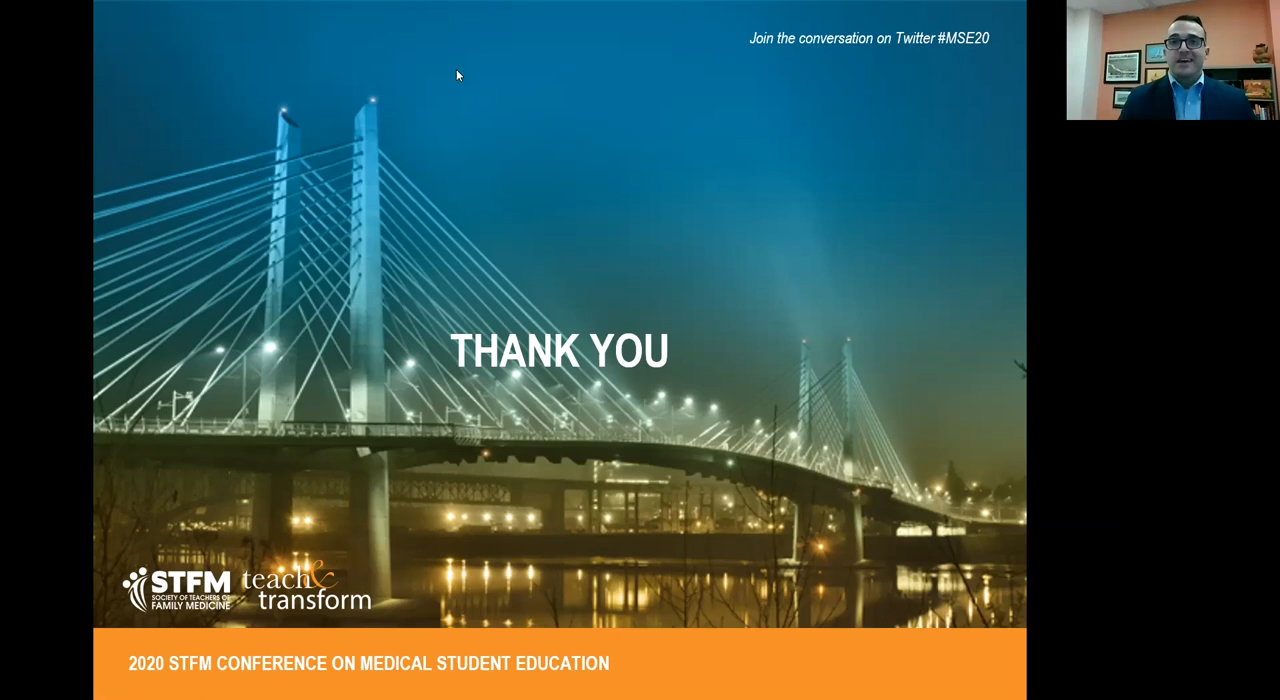 Join the conversation on Twitter #MSE20
THANK YOU
STFM
SOCIETY OF TEACHERS OF
FAMILY MEDICINE
teach &
transform
2020 STFM CONFERENCE ON MEDICAL STUDENT EDUCATION